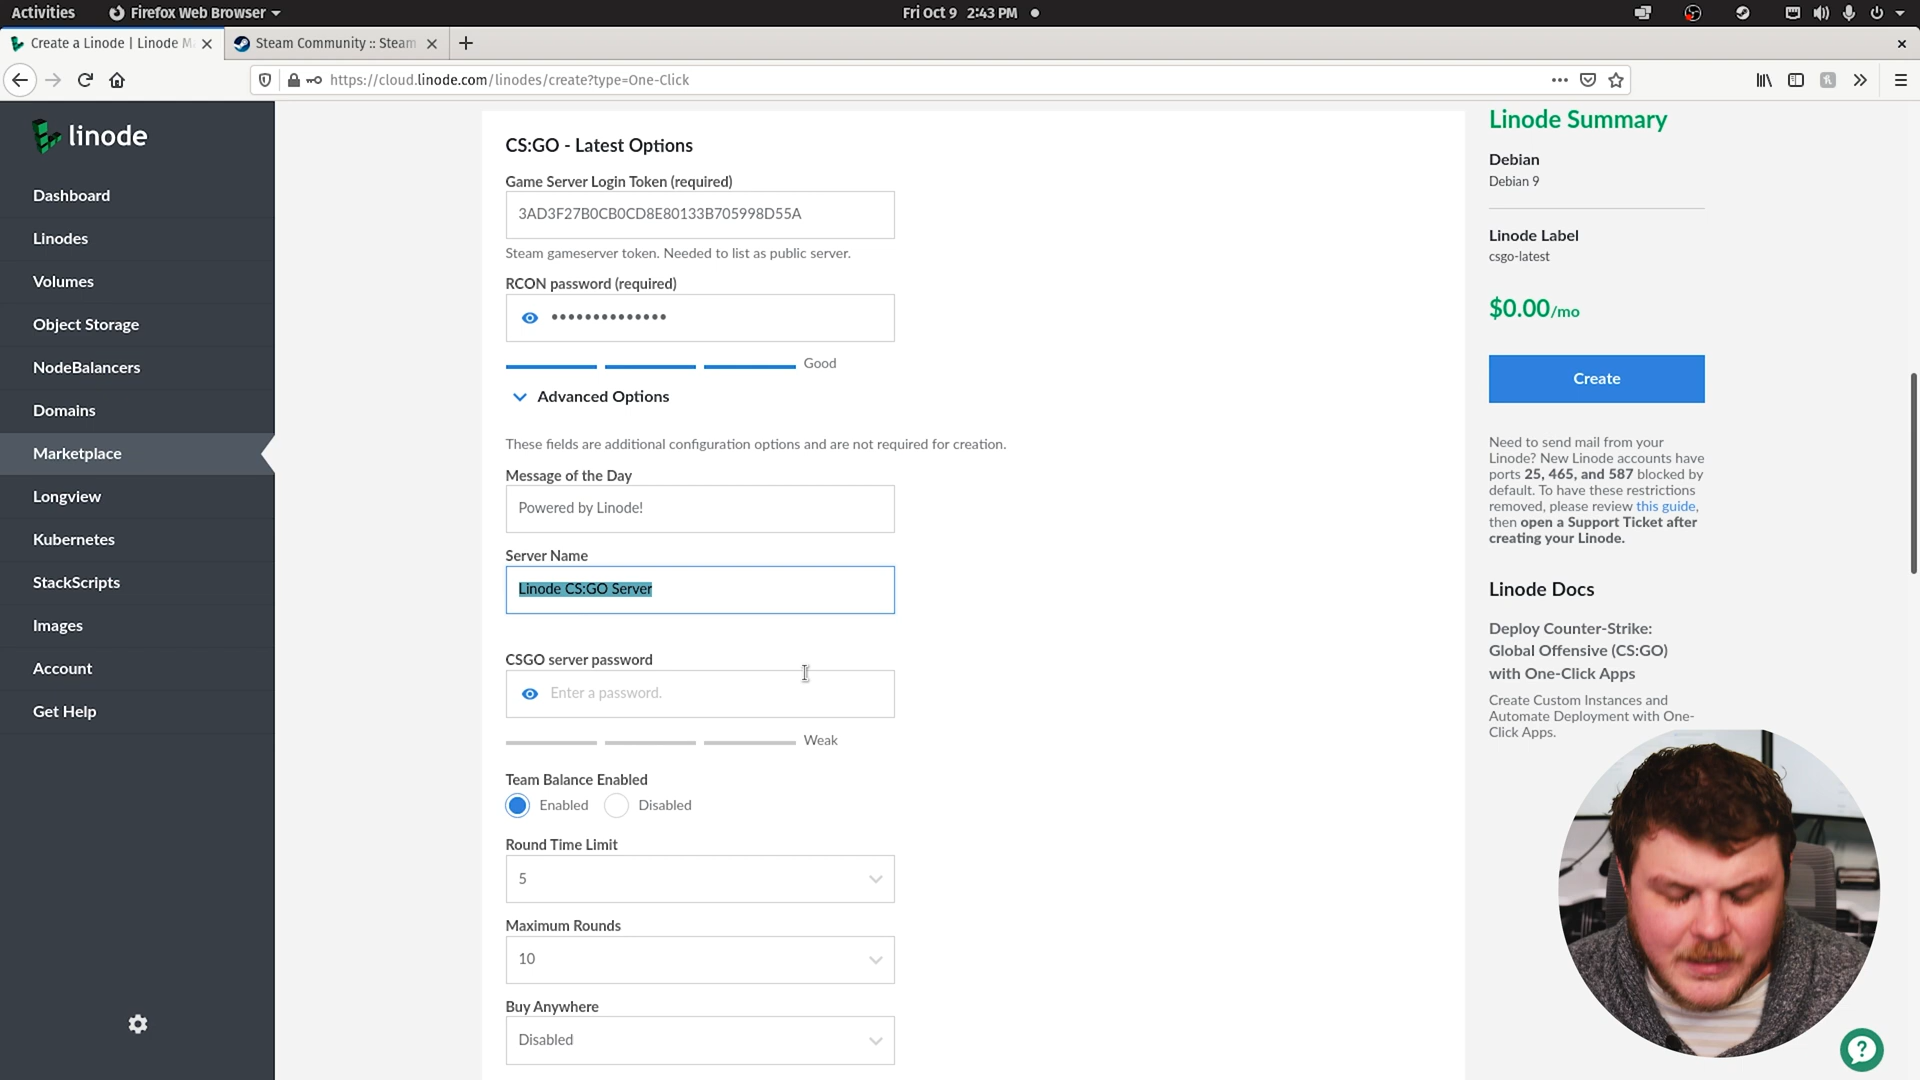 Activities
Firefox Web Browser
Fri Oct 9 2:43 PM
Create a Linode | Linode M
Steam Community :: Steam
https://cloud.linode.com/linodes/create?type=One-Click
linode
Dashboard
Linodes
Volumes
Object Storage
NodeBalancers
Domains
Marketplace
Longview
Kubernetes
StackScripts
Images
Account
Get Help
CS:GO - Latest Options
Game Server Login Token (required)
3AD3F27B0CB0CD8E80133B705998D55A
Steam gameserver token. Needed to list as public server.
RCON password (required)
••••••••••••••
Good
Advanced Options
These fields are additional configuration options and are not required for creation.
Message of the Day
Powered by Linode!
Server Name
Linode CS:GO Server
CSGO server password
Enter a password.
Weak
Team Balance Enabled
Enabled
Disabled
Round Time Limit
5
Maximum Rounds
10
Buy Anywhere
Disabled
Linode Summary
Debian
Debian 9
Linode Label
csgo-latest
$0.00/mo
Create
Need to send mail from your
Linode? New Linode accounts have
ports 25, 465, and 587 blocked by
default. To have these restrictions
removed, please review this guide,
then open a Support Ticket after
creating your Linode.
Linode Docs
Deploy Counter-Strike:
Global Offensive (CS:GO)
with One-Click Apps
Create Custom Instances and
Automate Deployment with One-
Click Apps.